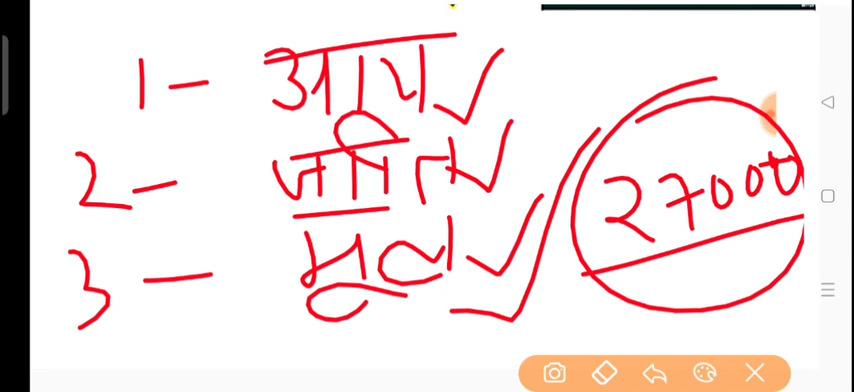 1 - आय
2 - जाति
3 - मूल
27000